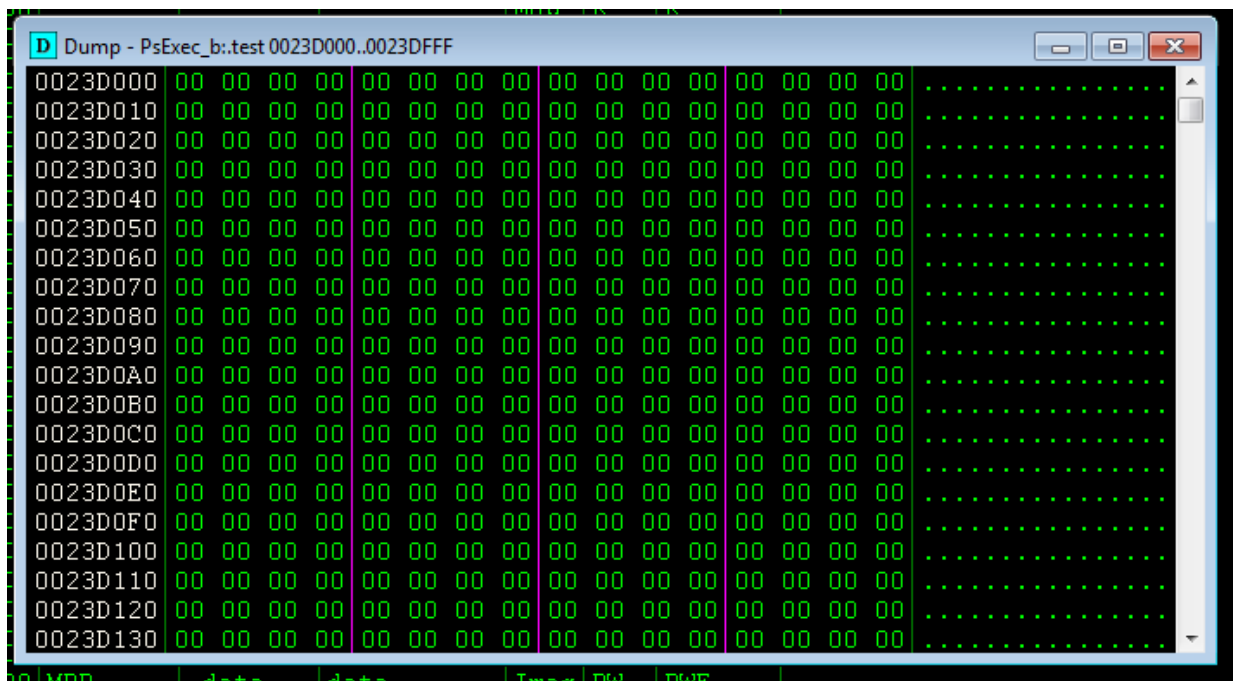 Dump - PsExec_b:.test 0023D000..0023DFFF
0023D000 00 00 00 00 00 00 00 00 00 00 00 00 00 00 00 00 ................
0023D010 00 00 00 00 00 00 00 00 00 00 00 00 00 00 00 00 ................
0023D020 00 00 00 00 00 00 00 00 00 00 00 00 00 00 00 00 ................
0023D030 00 00 00 00 00 00 00 00 00 00 00 00 00 00 00 00 ................
0023D040 00 00 00 00 00 00 00 00 00 00 00 00 00 00 00 00 ................
0023D050 00 00 00 00 00 00 00 00 00 00 00 00 00 00 00 00 ................
0023D060 00 00 00 00 00 00 00 00 00 00 00 00 00 00 00 00 ................
0023D070 00 00 00 00 00 00 00 00 00 00 00 00 00 00 00 00 ................
0023D080 00 00 00 00 00 00 00 00 00 00 00 00 00 00 00 00 ................
0023D090 00 00 00 00 00 00 00 00 00 00 00 00 00 00 00 00 ................
0023D0A0 00 00 00 00 00 00 00 00 00 00 00 00 00 00 00 00 ................
0023D0B0 00 00 00 00 00 00 00 00 00 00 00 00 00 00 00 00 ................
0023D0C0 00 00 00 00 00 00 00 00 00 00 00 00 00 00 00 00 ................
0023D0D0 00 00 00 00 00 00 00 00 00 00 00 00 00 00 00 00 ................
0023D0E0 00 00 00 00 00 00 00 00 00 00 00 00 00 00 00 00 ................
0023D0F0 00 00 00 00 00 00 00 00 00 00 00 00 00 00 00 00 ................
0023D100 00 00 00 00 00 00 00 00 00 00 00 00 00 00 00 00 ................
0023D110 00 00 00 00 00 00 00 00 00 00 00 00 00 00 00 00 ................
0023D120 00 00 00 00 00 00 00 00 00 00 00 00 00 00 00 00 ................
0023D130 00 00 00 00 00 00 00 00 00 00 00 00 00 00 00 00 ................